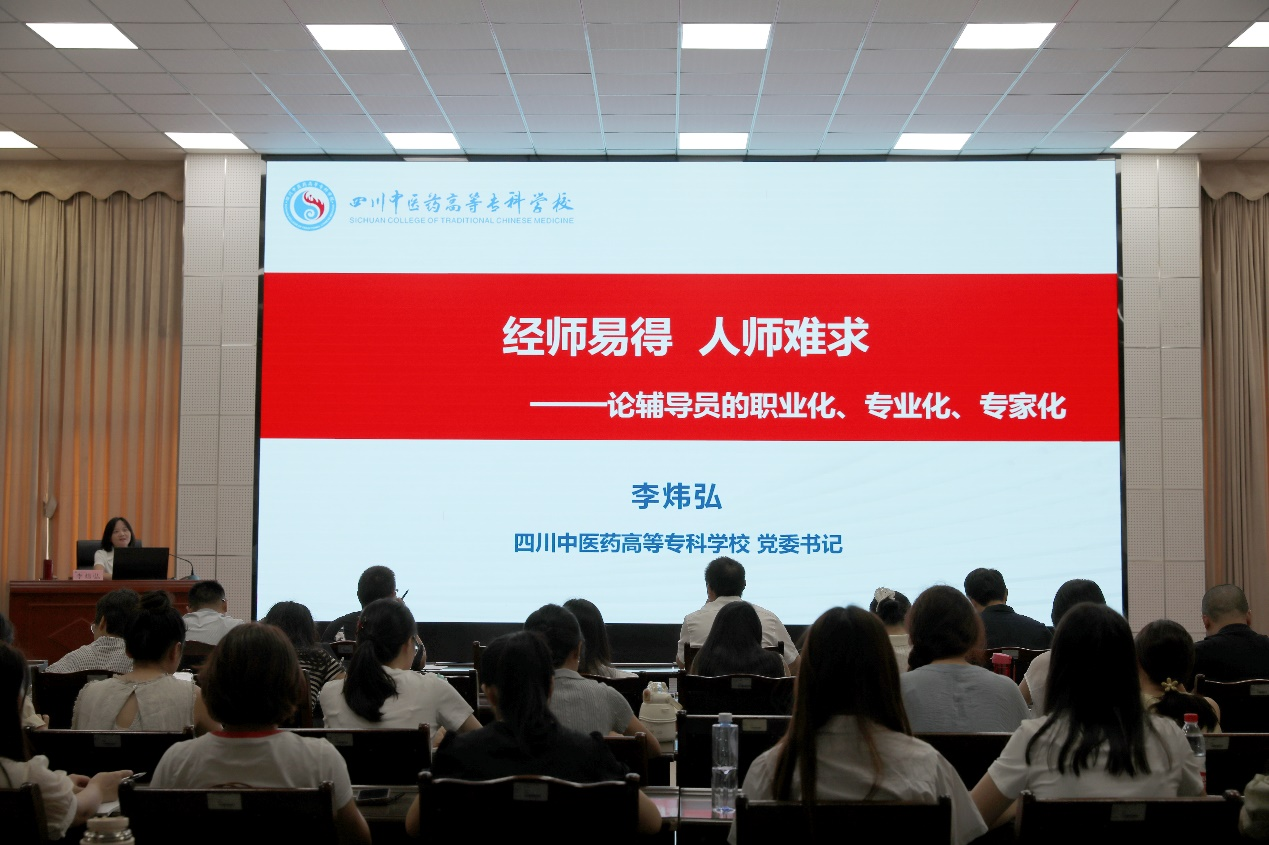 四川中医药高等专科学校
SICHUAN COLLEGE OF TRADITIONAL CHINESE MEDICINE
经师易得 人师难求
——论辅导员的职业化、专业化、专家化
李炜弘
四川中医药高等专科学校 党委书记
李炜弘